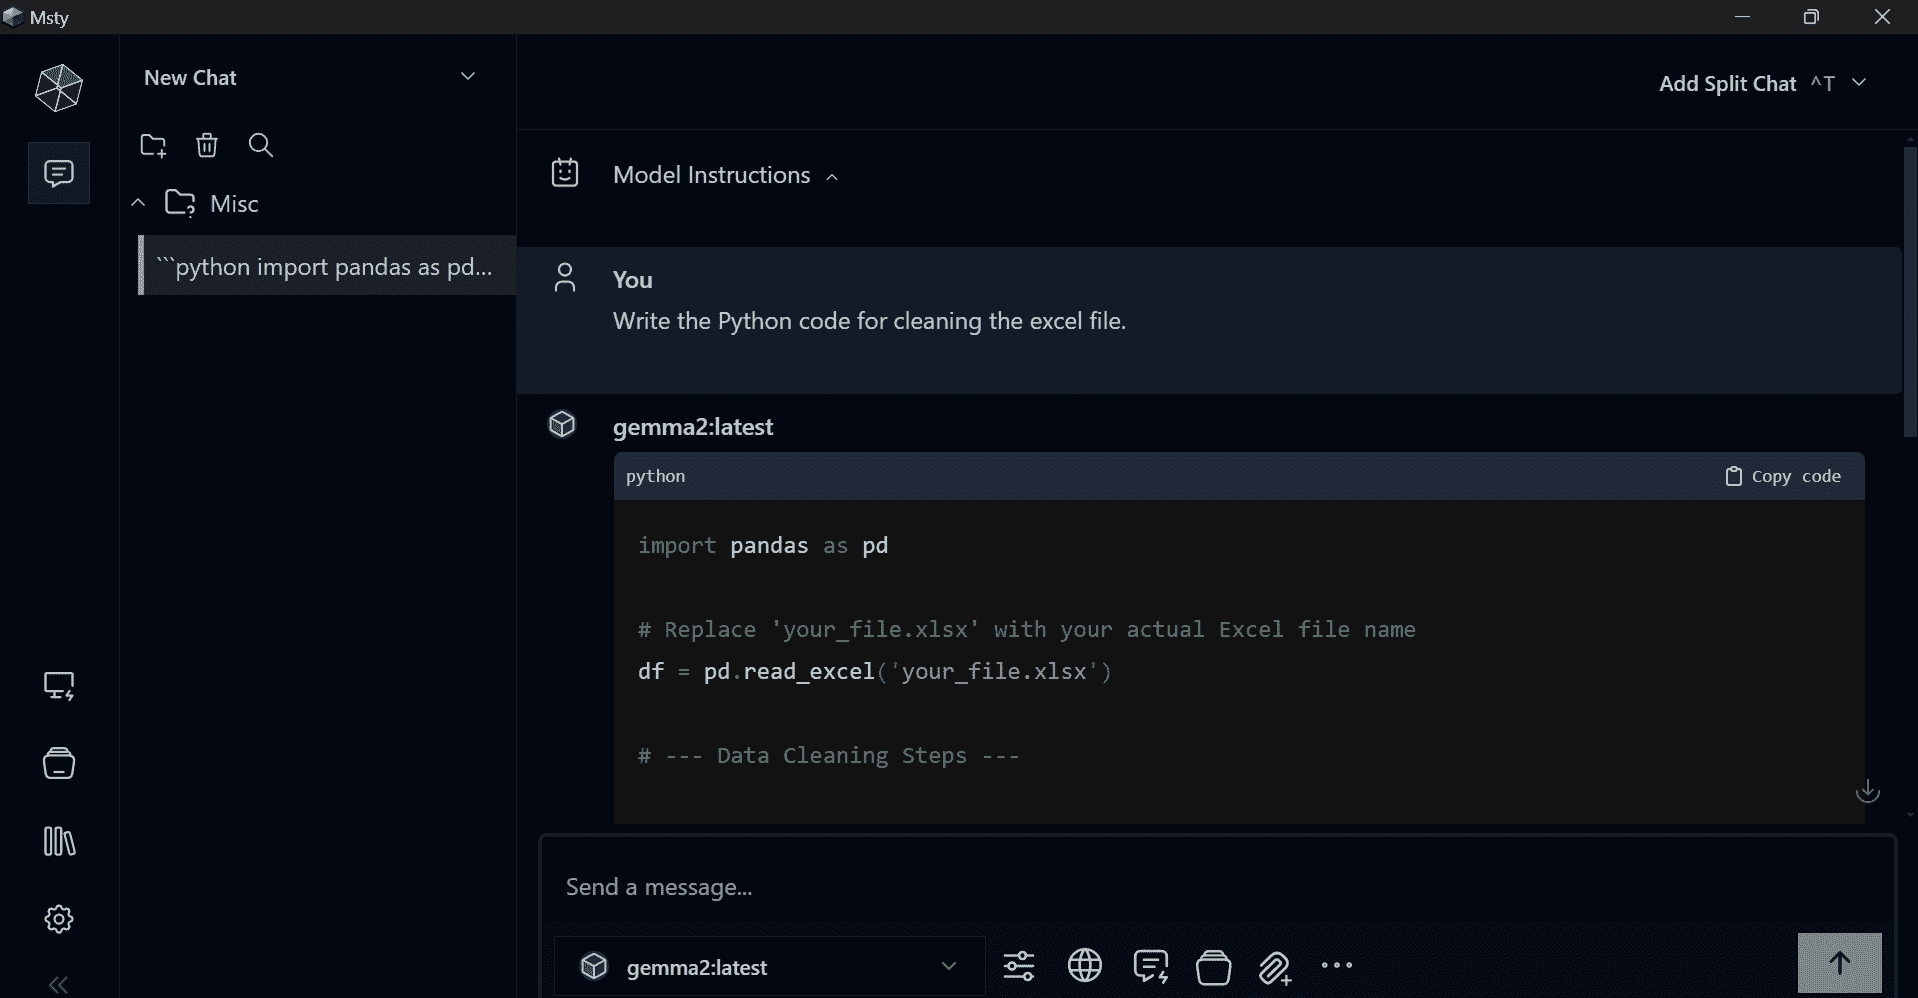 Msty
New Chat
Add Split Chat ^T
Misc
```python import pandas as pd...
Model Instructions
You
Write the Python code for cleaning the excel file.
gemma2:latest
python
Copy code
import pandas as pd
# Replace 'your_file.xlsx' with your actual Excel file name
df = pd.read_excel('your_file.xlsx')
# --- Data Cleaning Steps ---
Send a message...
gemma2:latest